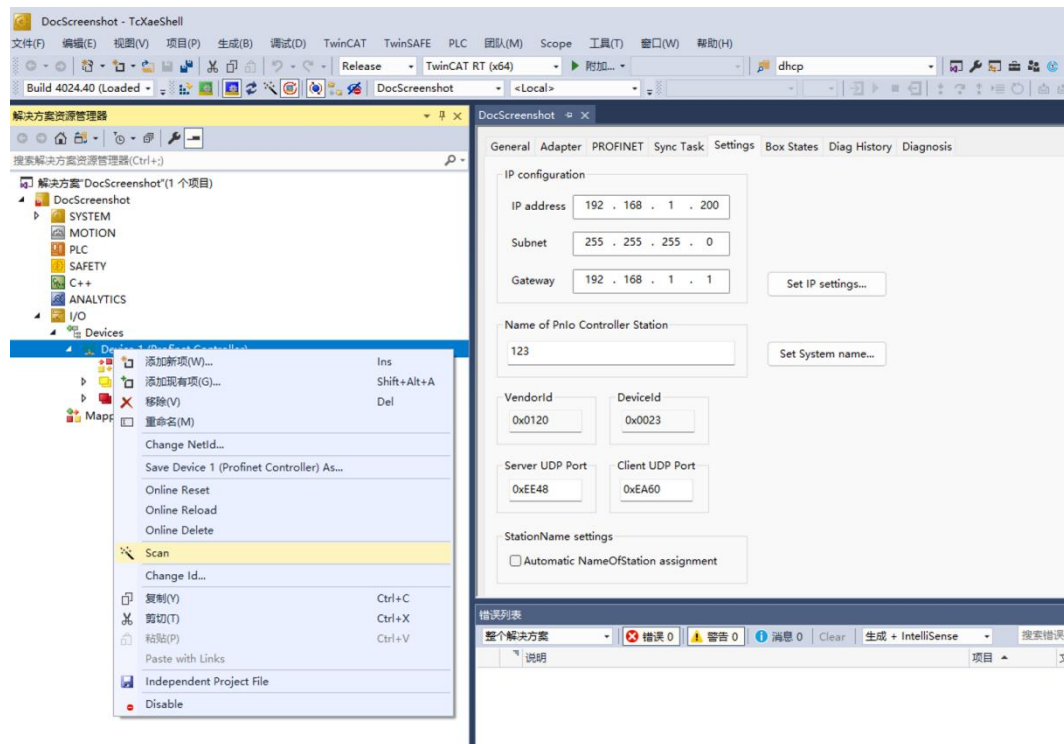 DocScreenshot - TcXaeShell
文件(F) 编辑(E) 视图(V) 项目(P) 生成(B) 调试(D) TwinCAT TwinSAFE PLC 团队(M) Scope 工具(T) 窗口(W) 帮助(H)
Release TwinCAT RT (x64) 附加... dhcp
Build 4024.40 (Loaded DocScreenshot <Local>
解决方案资源管理器
搜索解决方案资源管理器(Ctrl+;)
解决方案"DocScreenshot"(1 个项目)
DocScreenshot
SYSTEM
MOTION
PLC
SAFETY
C++
ANALYTICS
I/O
Devices
Device 1 (Profinet Controller)
Mapp
添加新项(W)... Ins
添加现有项(G)... Shift+Alt+A
移除(V) Del
重命名(M)
Change NetId...
Save Device 1 (Profinet Controller) As...
Online Reset
Online Reload
Online Delete
Scan
Change Id...
复制(Y) Ctrl+C
剪切(T) Ctrl+X
粘贴(P) Ctrl+V
Paste with Links
Independent Project File
Disable
DocScreenshot
General Adapter PROFINET Sync Task Settings Box States Diag History Diagnosis
IP configuration
IP address 192 . 168 . 1 . 200
Subnet 255 . 255 . 255 . 0
Gateway 192 . 168 . 1 . 1 Set IP settings...
Name of PnIo Controller Station
123 Set System name...
VendorId DeviceId
0x0120 0x0023
Server UDP Port Client UDP Port
0xEE48 0xEA60
StationName settings
Automatic NameOfStation assignment
错误列表
整个解决方案 错误 0 警告 0 消息 0 Clear 生成 + IntelliSense 搜索错误
说明 项目